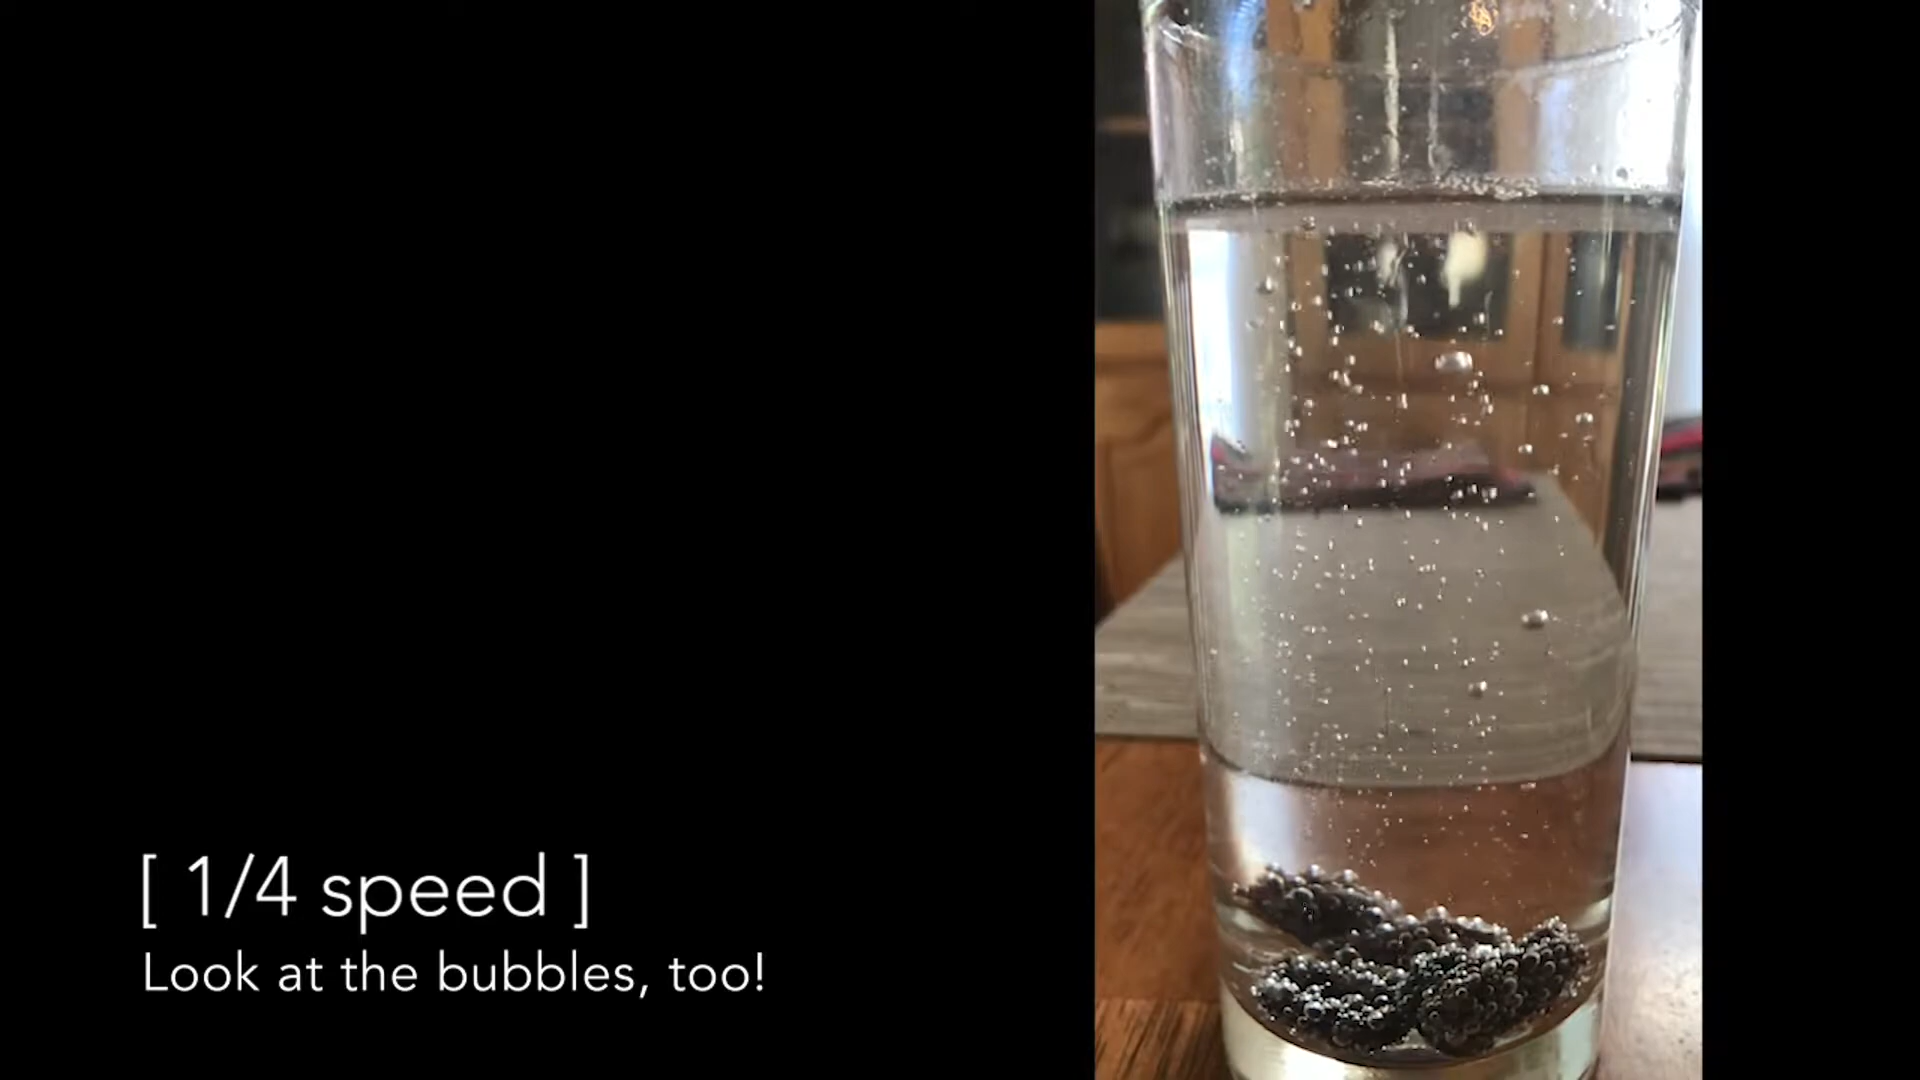 [ 1/4 speed ]
Look at the bubbles, too!